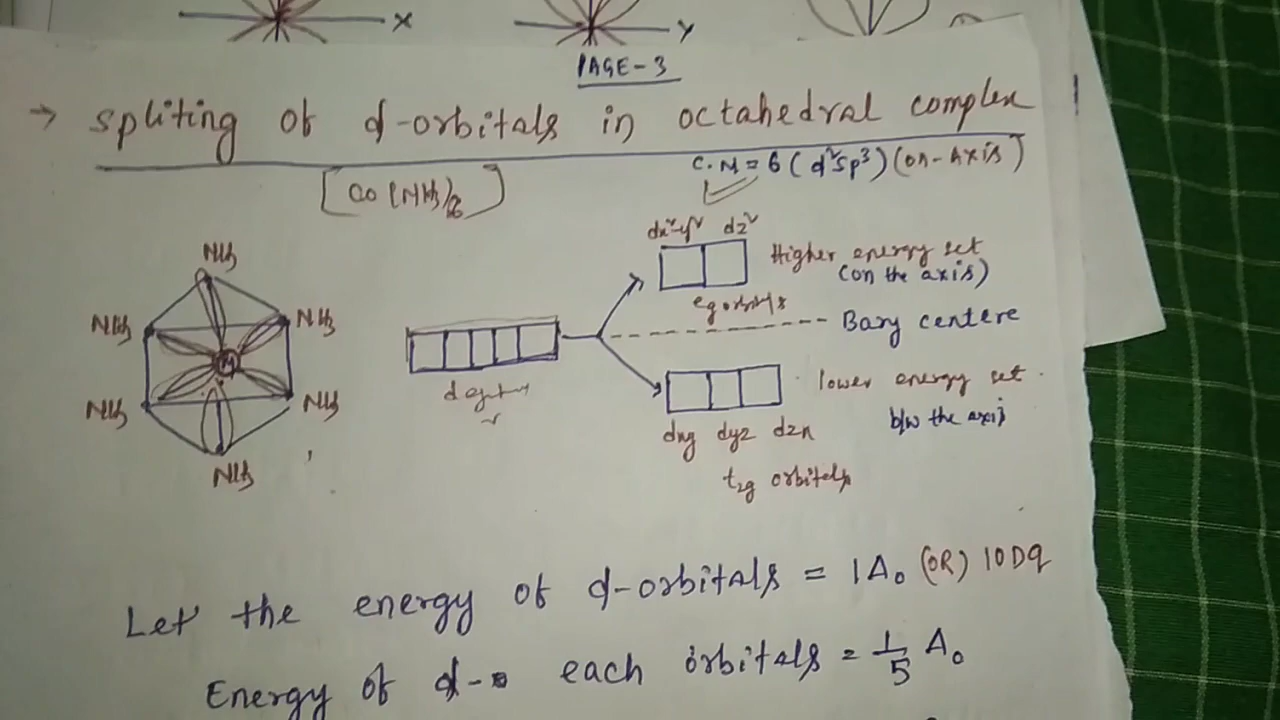 X
Y
PAGE-3
→ spliting of d-orbitals in octahedral complex
C.N = 6 (d²sp³) (on-Axis)
[Co(NH3)6]
dx²-y² dz²
Higher energy set
(on the axis)
eg orbitals
Bary centere
NH3
NH3
NH3
M
NH3
NH3
NH3
lower energy set
b/w the axis
dxy dyz dzx
t2g orbitals
Let the energy of d-orbitals = 1Δ₀ (OR) 10Dq
Energy of d- each orbitals = 1/5 Δ₀